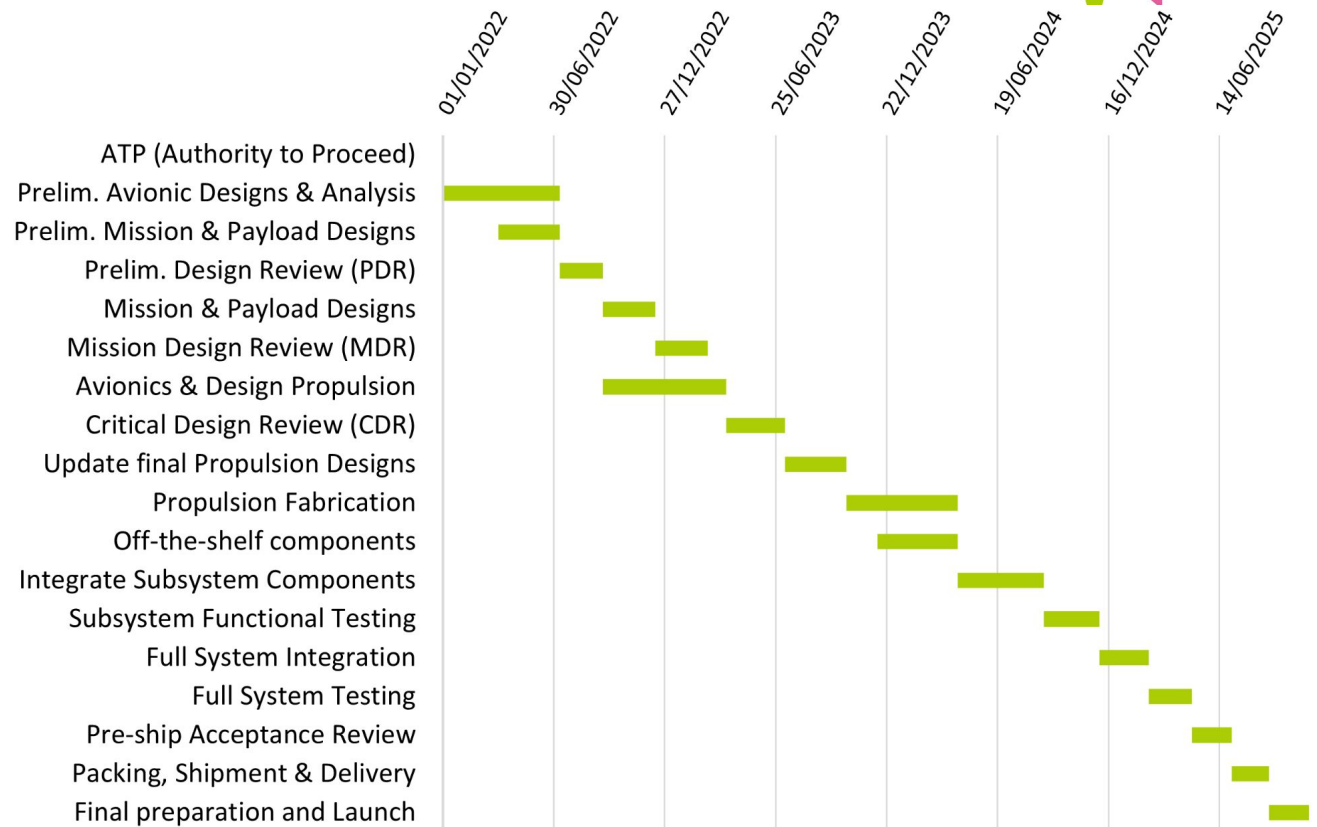 01/01/2022
30/06/2022
27/12/2022
25/06/2023
22/12/2023
19/06/2024
16/12/2024
14/06/2025
ATP (Authority to Proceed)
Prelim. Avionic Designs & Analysis
Prelim. Mission & Payload Designs
Prelim. Design Review (PDR)
Mission & Payload Designs
Mission Design Review (MDR)
Avionics & Design Propulsion
Critical Design Review (CDR)
Update final Propulsion Designs
Propulsion Fabrication
Off-the-shelf components
Integrate Subsystem Components
Subsystem Functional Testing
Full System Integration
Full System Testing
Pre-ship Acceptance Review
Packing, Shipment & Delivery
Final preparation and Launch